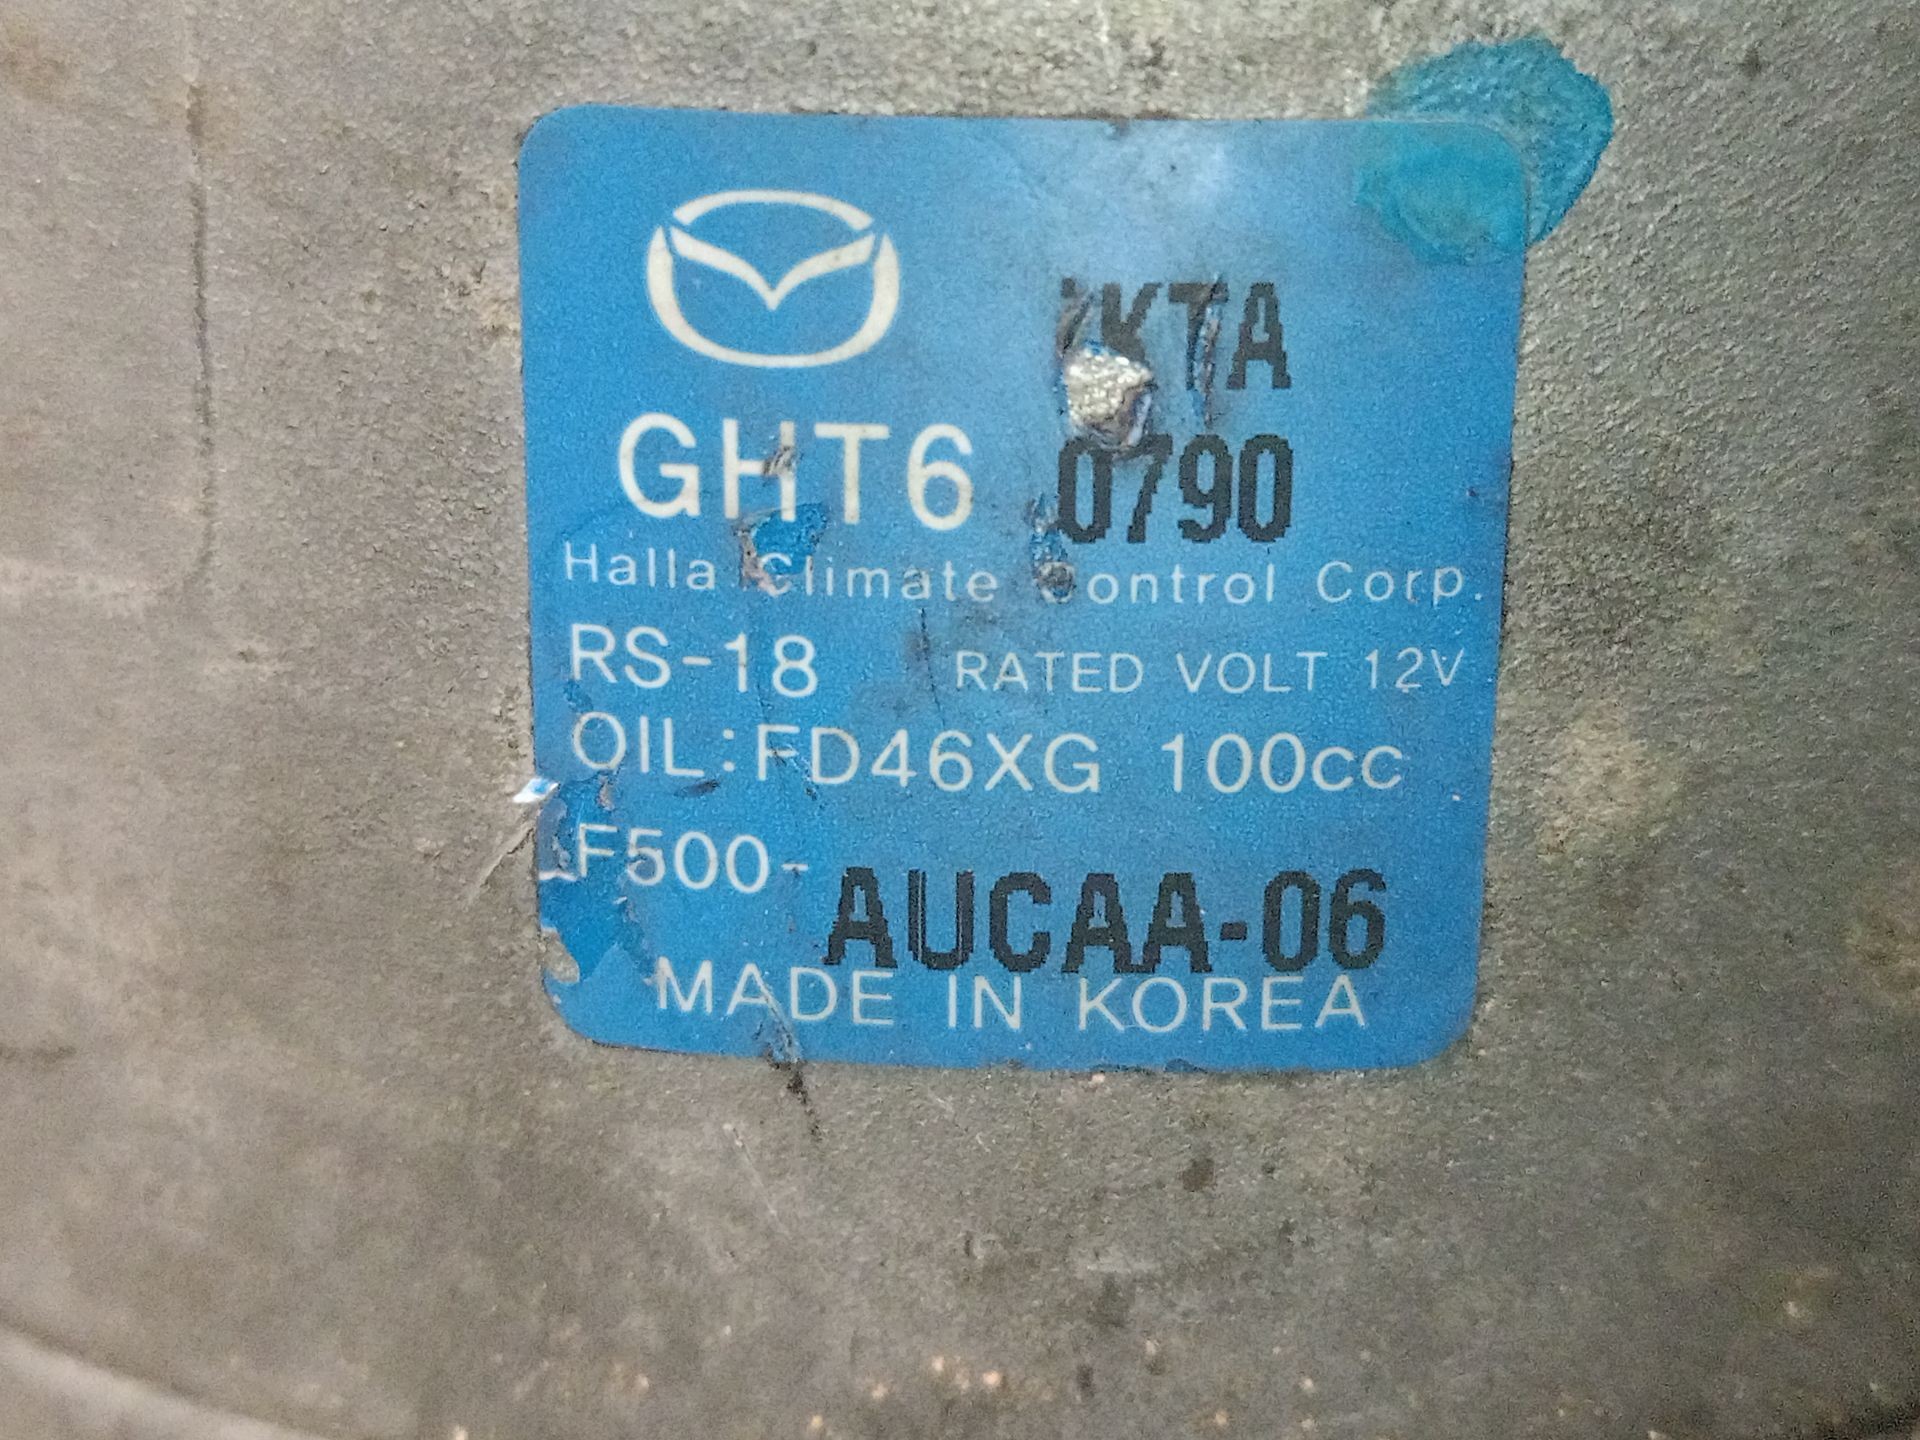 GHT6
0790
Halla Climate Control Corp.
RS-18 RATED VOLT 12V
OIL: FD46XG 100cc
F500-AUCAA-06
MADE IN KOREA